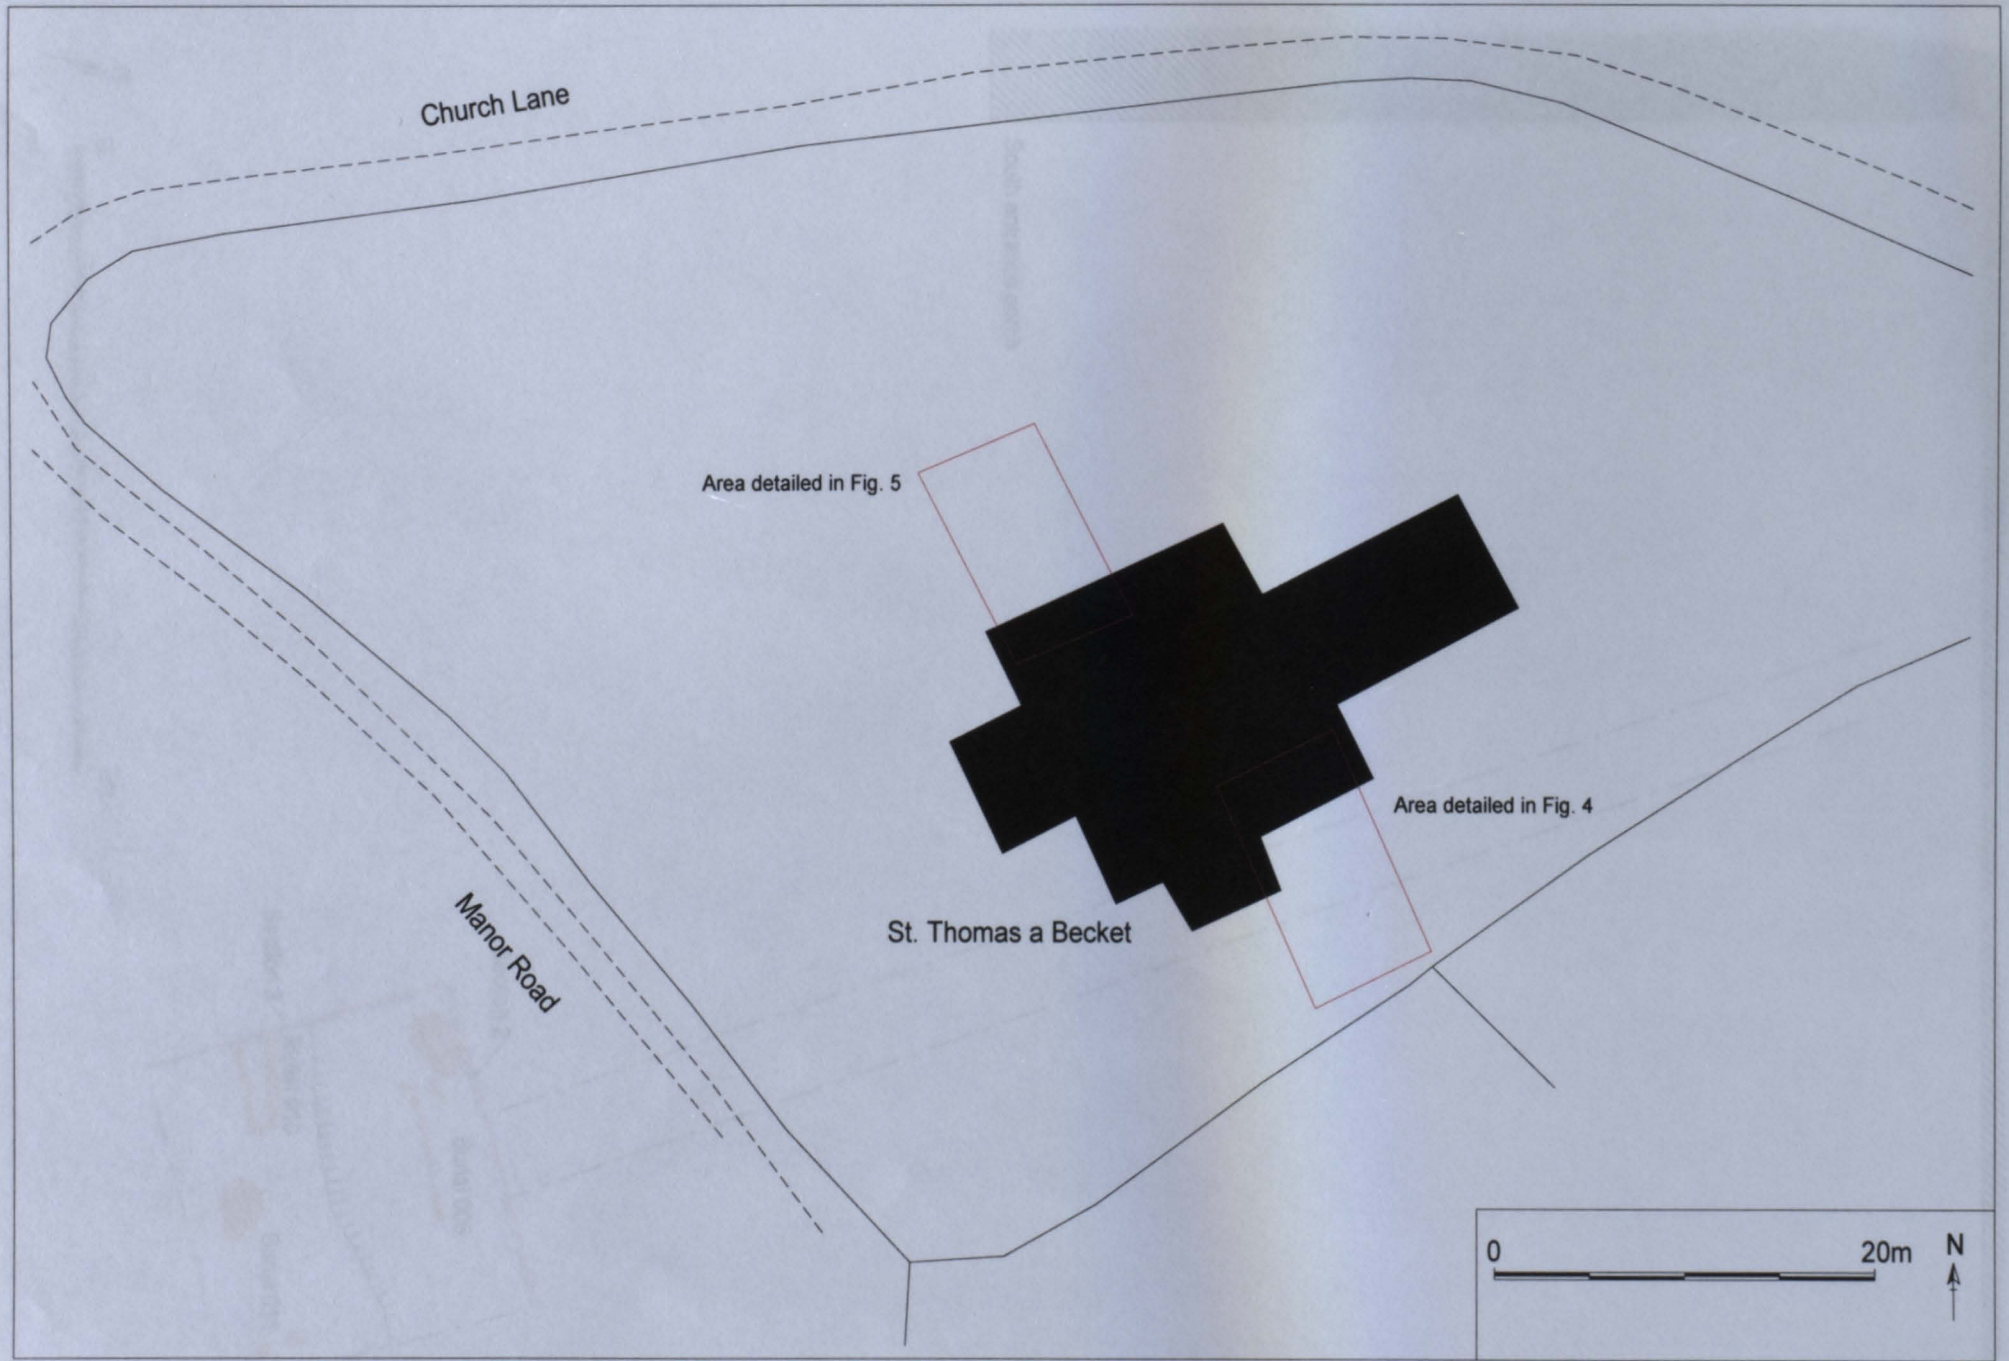 Church Lane
Area detailed in Fig. 5
Area detailed in Fig. 4
St. Thomas a Becket
Manor Road
0 20m N